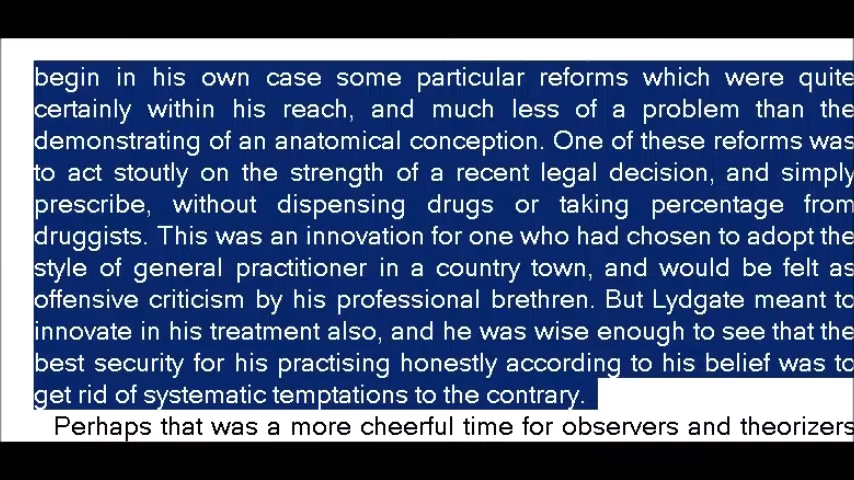 begin in his own case some particular reforms which were quite
certainly within his reach, and much less of a problem than the
demonstrating of an anatomical conception. One of these reforms was
to act stoutly on the strength of a recent legal decision, and simply
prescribe, without dispensing drugs or taking percentage from
druggists. This was an innovation for one who had chosen to adopt the
style of general practitioner in a country town, and would be felt as
offensive criticism by his professional brethren. But Lydgate meant to
innovate in his treatment also, and he was wise enough to see that the
best security for his practising honestly according to his belief was to
get rid of systematic temptations to the contrary.
Perhaps that was a more cheerful time for observers and theorizers